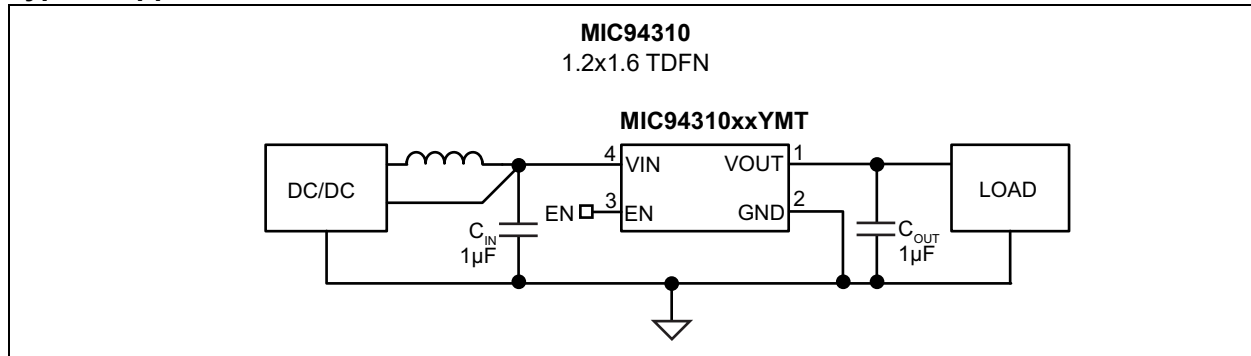 MIC94310
1.2x1.6 TDFN
MIC94310xxYMT
DC/DC
4
VIN
VOUT
1
LOAD
EN
3
EN
GND
2
CIN
1µF
COUT
1µF